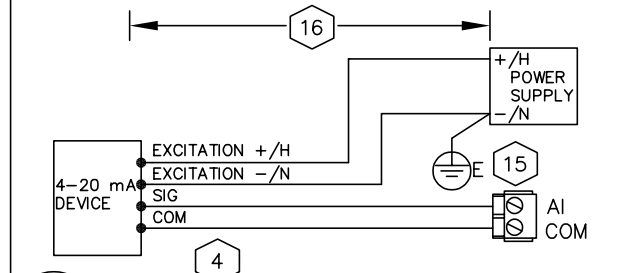 16
+/H
POWER
SUPPLY
-/N
EXCITATION +/H
EXCITATION -/N
E
15
4-20 mA
DEVICE
SIG
COM
AI
COM
4